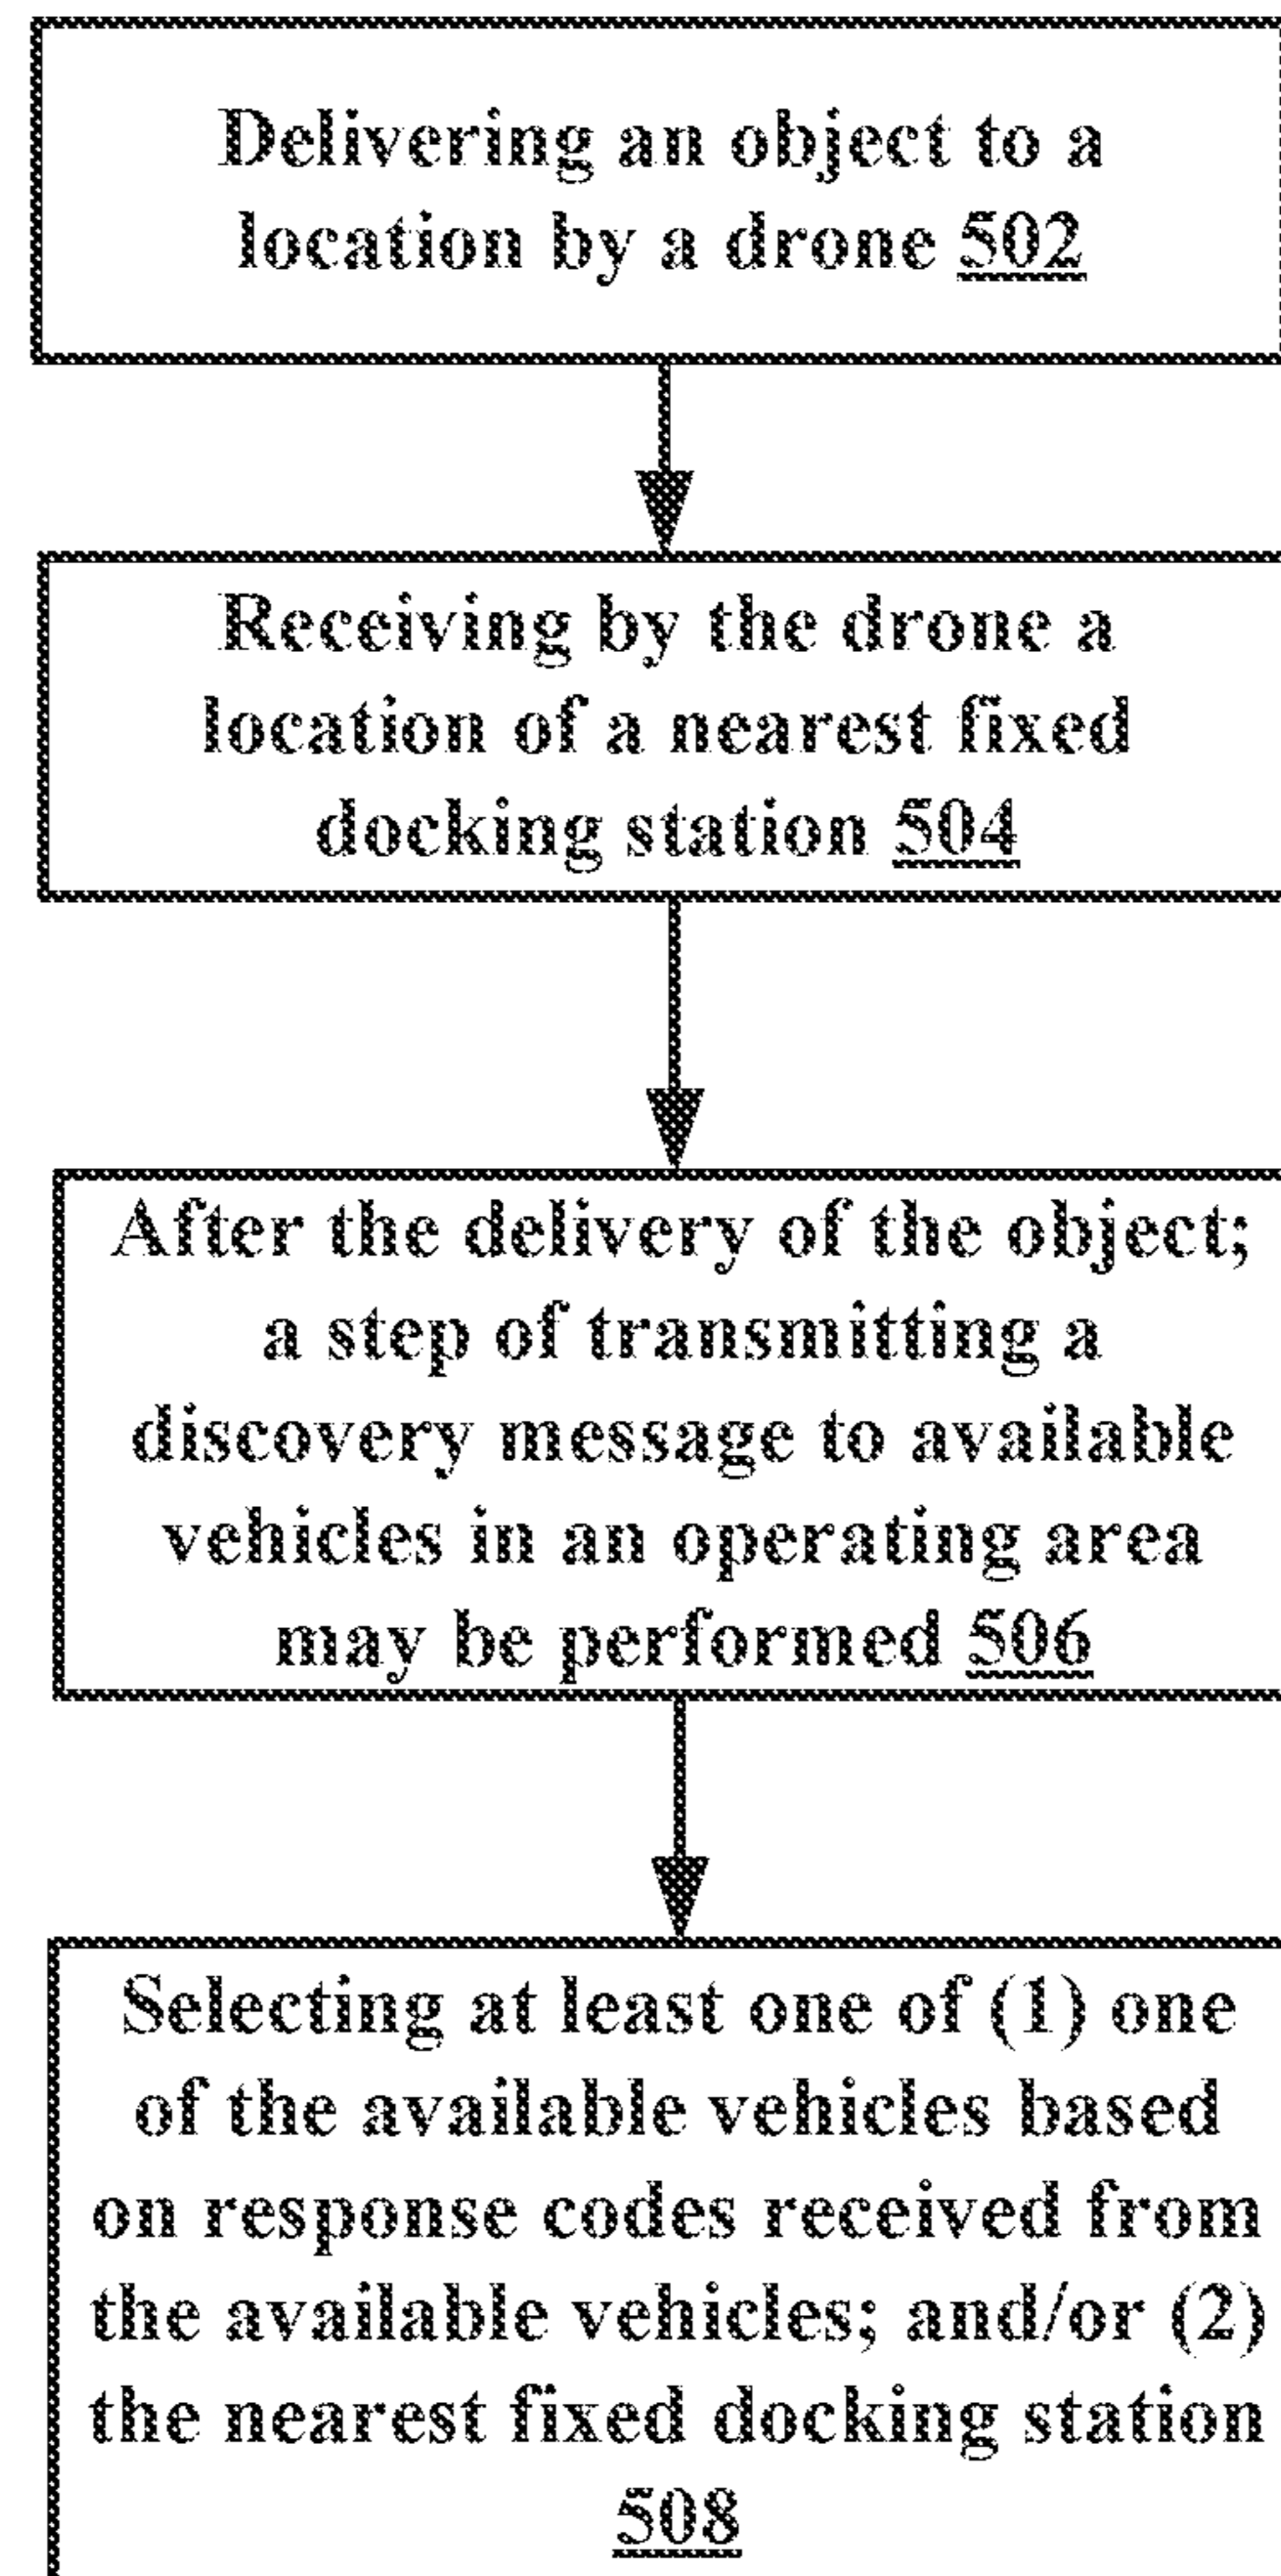 Delivering an object to a
location by a drone 502
Receiving by the drone a
location of a nearest fixed
docking station 504
After the delivery of the object;
a step of transmitting a
discovery message to available
vehicles in an operating area
may be performed 506
Selecting at least one of (1) one
of the available vehicles based
on response codes received from
the available vehicles; and/or (2)
the nearest fixed docking station
508